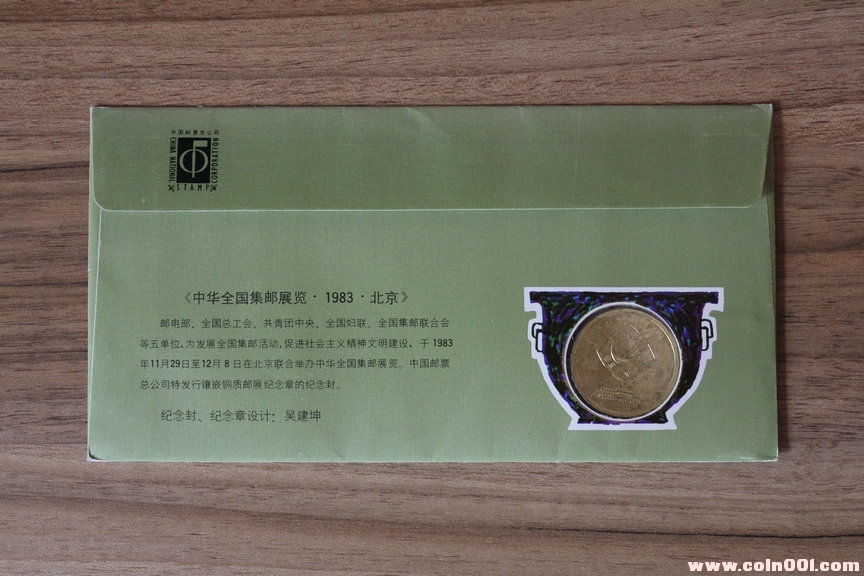 中国邮票总公司
CHINA NATIONAL
STAMP
CORPORATION
《中华全国集邮展览·1983·北京》
邮电部、全国总工会、共青团中央、全国妇联、全国集邮联合会
等五单位,为发展全国集邮活动,促进社会主义精神文明建设,于1983
年11月29日至12月8日在北京联合举办中华全国集邮展览。中国邮票
总公司特发行镶嵌铜质邮展纪念章的纪念封。
纪念封、纪念章设计:吴建坤
www.coin001.com